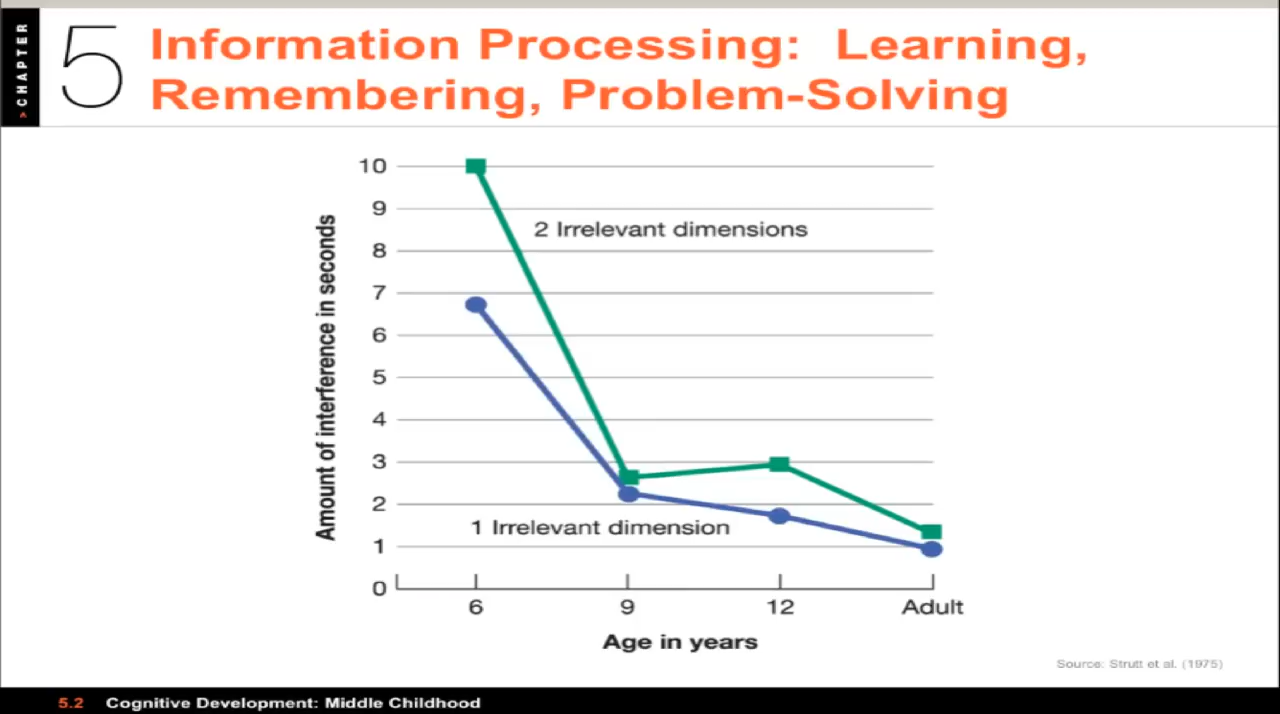 > CHAPTER
5
Information Processing: Learning,
Remembering, Problem-Solving
Amount of interference in seconds
10
9
8
7
6
5
4
3
2
1
0
2 Irrelevant dimensions
1 Irrelevant dimension
6 9 12 Adult
Age in years
Source: Strutt et al. (1975)
5.2 Cognitive Development: Middle Childhood